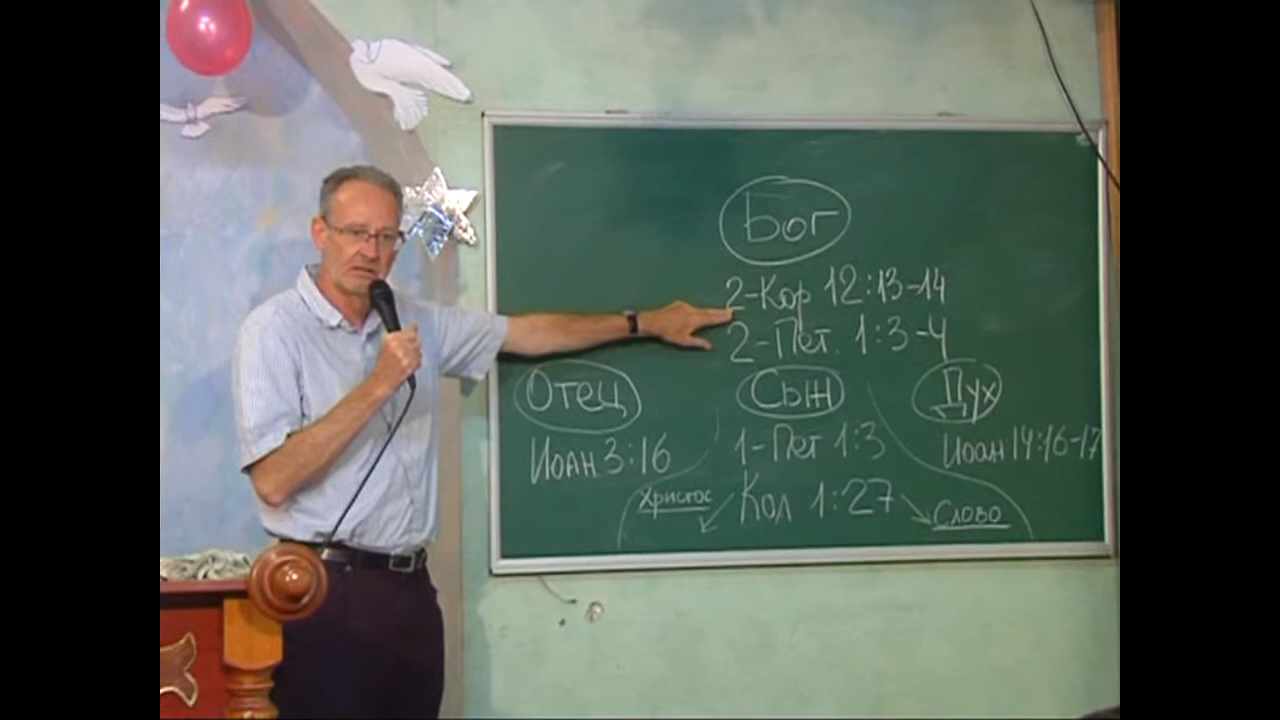 Бог
2-Кор 12:13-14
2-Пет. 1:3-4
Отец Сын Дух
Иоан 3:16 1-Пет 1:3 Иоан 14:16-17
Христос Кол 1:27 Слово